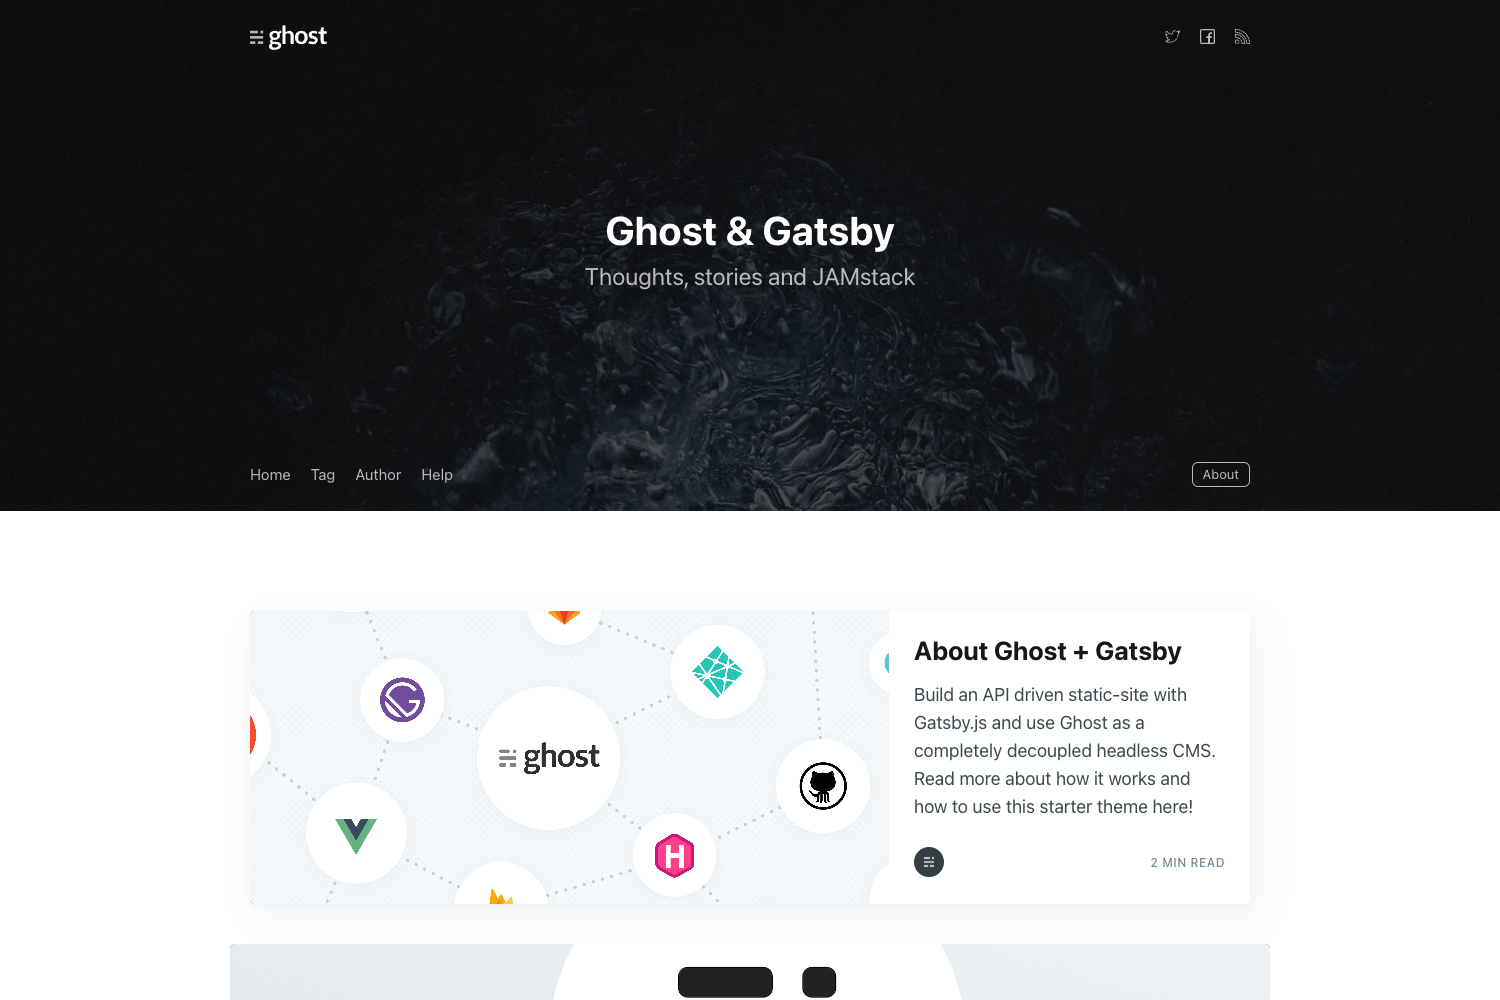 ghost
Ghost & Gatsby
Thoughts, stories and JAMstack
Home Tag Author Help
About
ghost
About Ghost + Gatsby
Build an API driven static-site with
Gatsby.js and use Ghost as a
completely decoupled headless CMS.
Read more about how it works and
how to use this starter theme here!
2 MIN READ